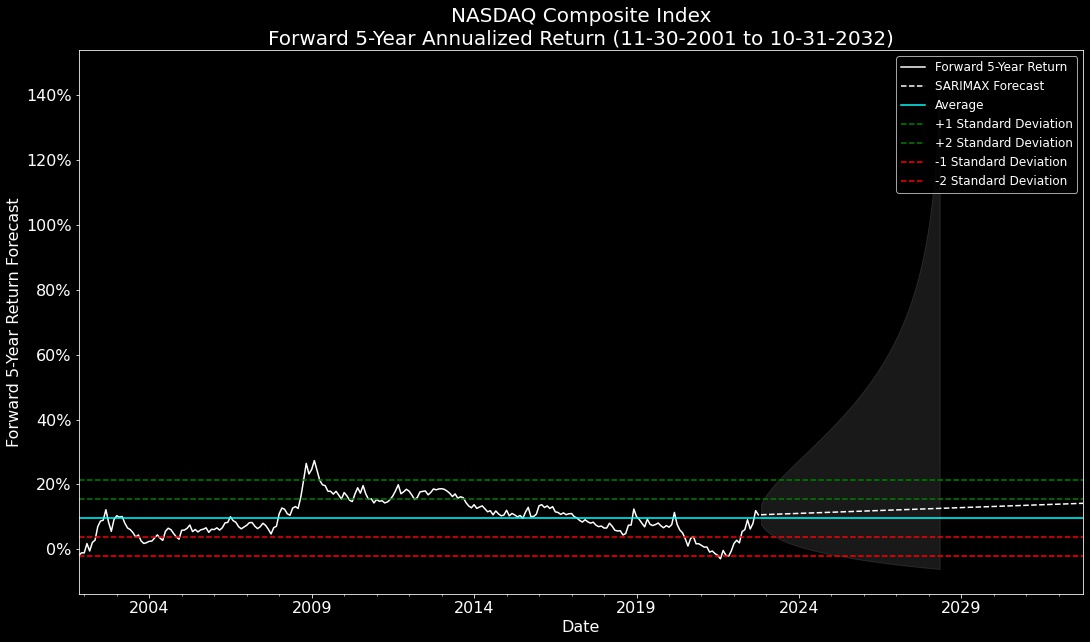 NASDAQ Composite Index
Forward 5-Year Annualized Return (11-30-2001 to 10-31-2032)
Forward 5-Year Return
SARIMAX Forecast
Average
+1 Standard Deviation
+2 Standard Deviation
-1 Standard Deviation
-2 Standard Deviation
Forward 5-Year Return Forecast
140%
120%
100%
80%
60%
40%
20%
0%
2004 2009 2014 2019 2024 2029
Date